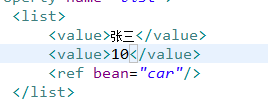 <list>
<value>张三</value>
<value>10</value>
<ref bean="car"/>
</list>